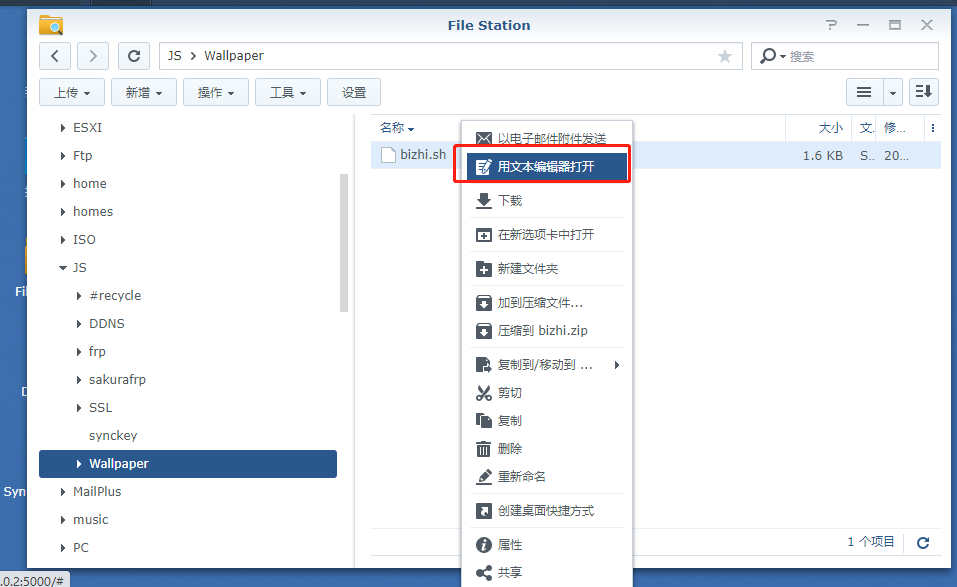 File Station
JS > Wallpaper
搜索
上传
新增
操作
工具
设置
ESXI
Ftp
home
homes
ISO
JS
#recycle
DDNS
frp
sakurafrp
SSL
synckey
Wallpaper
MailPlus
music
PC
名称
大小
文.
修...
bizhi.sh
1.6 KB
S..
20...
以电子邮件附件发送
用文本编辑器打开
下载
在新选项卡中打开
新建文件夹
加到压缩文件...
压缩到 bizhi.zip
复制到/移动到 ...
剪切
复制
删除
重新命名
创建桌面快捷方式
属性
共享
1 个项目
Fil
D
Syn
.0.2:5000/#